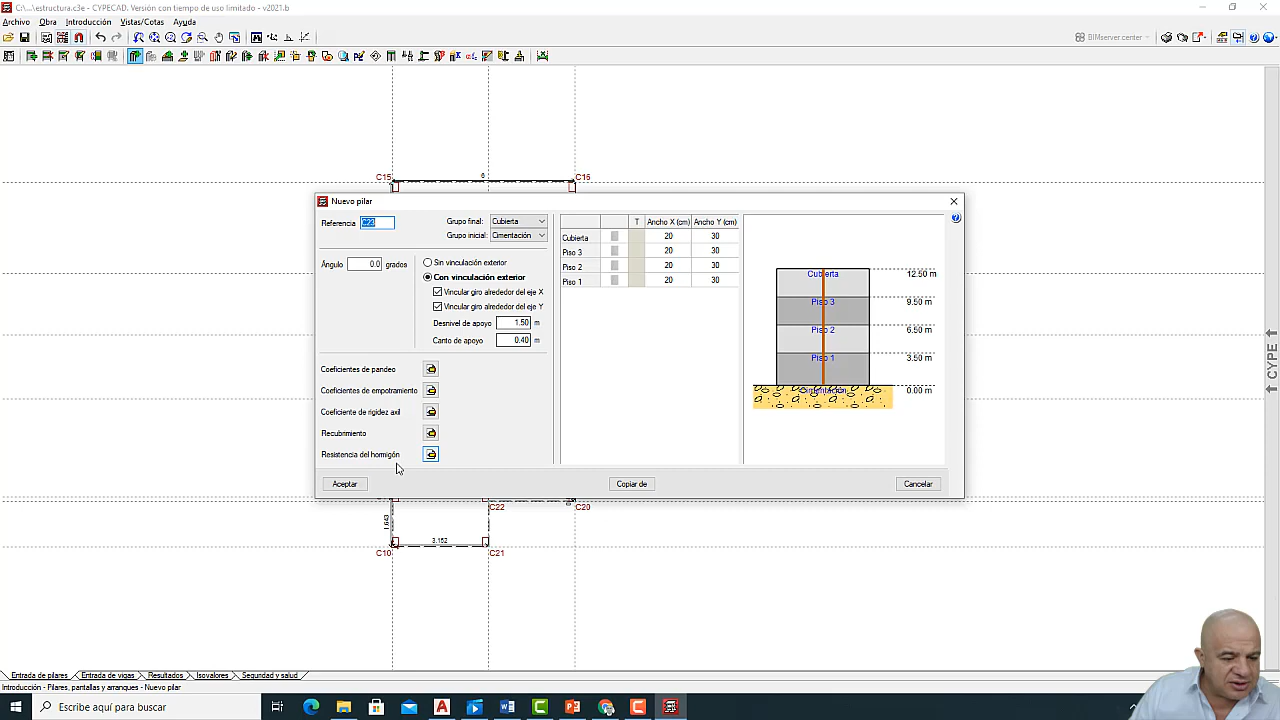 C:\...\estructura.c3e - CYPECAD. Versión con tiempo de uso limitado - v2021.b
Archivo Obra Introducción Vistas/Cotas Ayuda
BIMserver.center
C15 6 C16
Nuevo pilar
Referencia C23
Grupo final: Cubierta
Grupo inicial: Cimentación
Ángulo 0.0 grados
Sin vinculación exterior
Con vinculación exterior
Vincular giro alrededor del eje X
Vincular giro alrededor del eje Y
Desnivel de apoyo 1.50 m
Canto de apoyo 0.40 m
Coeficientes de pandeo
Coeficientes de empotramiento
Coeficiente de rigidez axil
Recubrimiento
Resistencia del hormigón
T Ancho X (cm) Ancho Y (cm)
Cubierta 20 30
Piso 3 20 30
Piso 2 20 30
Piso 1 20 30
Cubierta 12.50 m
Piso 3 9.50 m
Piso 2 6.50 m
Piso 1 3.50 m
Cimentación 0.00 m
Aceptar Copiar de Cancelar
C22 C20
1.643
3.152
C10 C21
CYPE
Entrada de pilares Entrada de vigas Resultados Isovalores Seguridad y salud
Introducción - Pilares, pantallas y arranques - Nuevo pilar
Escribe aquí para buscar